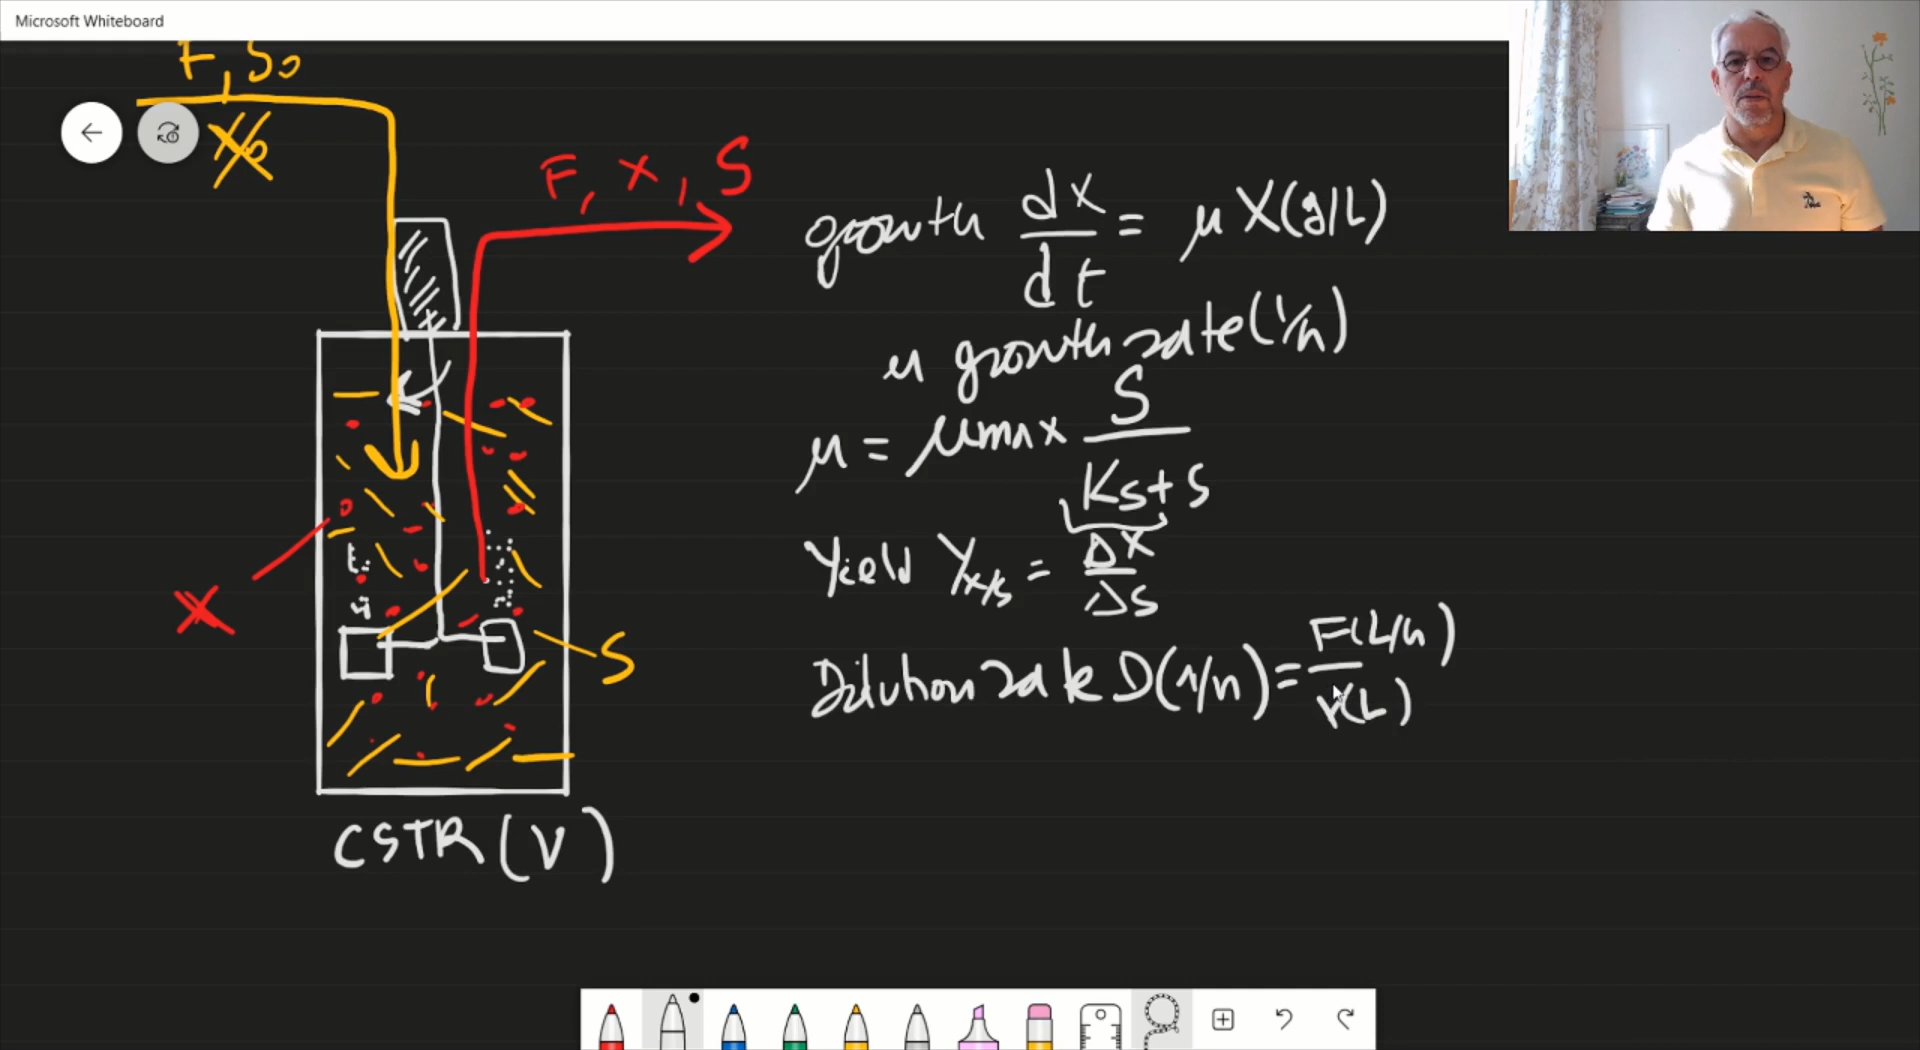 Microsoft Whiteboard
F, S₀
X₀
F, X, S
growth dx/dt = μ X(g/L)
μ growth rate(1/h)
μ = μmax S/(Ks+S)
Yield Yx/s = ΔX/ΔS
X
S
Dilution rate D(1/h) = F(L/h)/V(L)
CSTR(V)